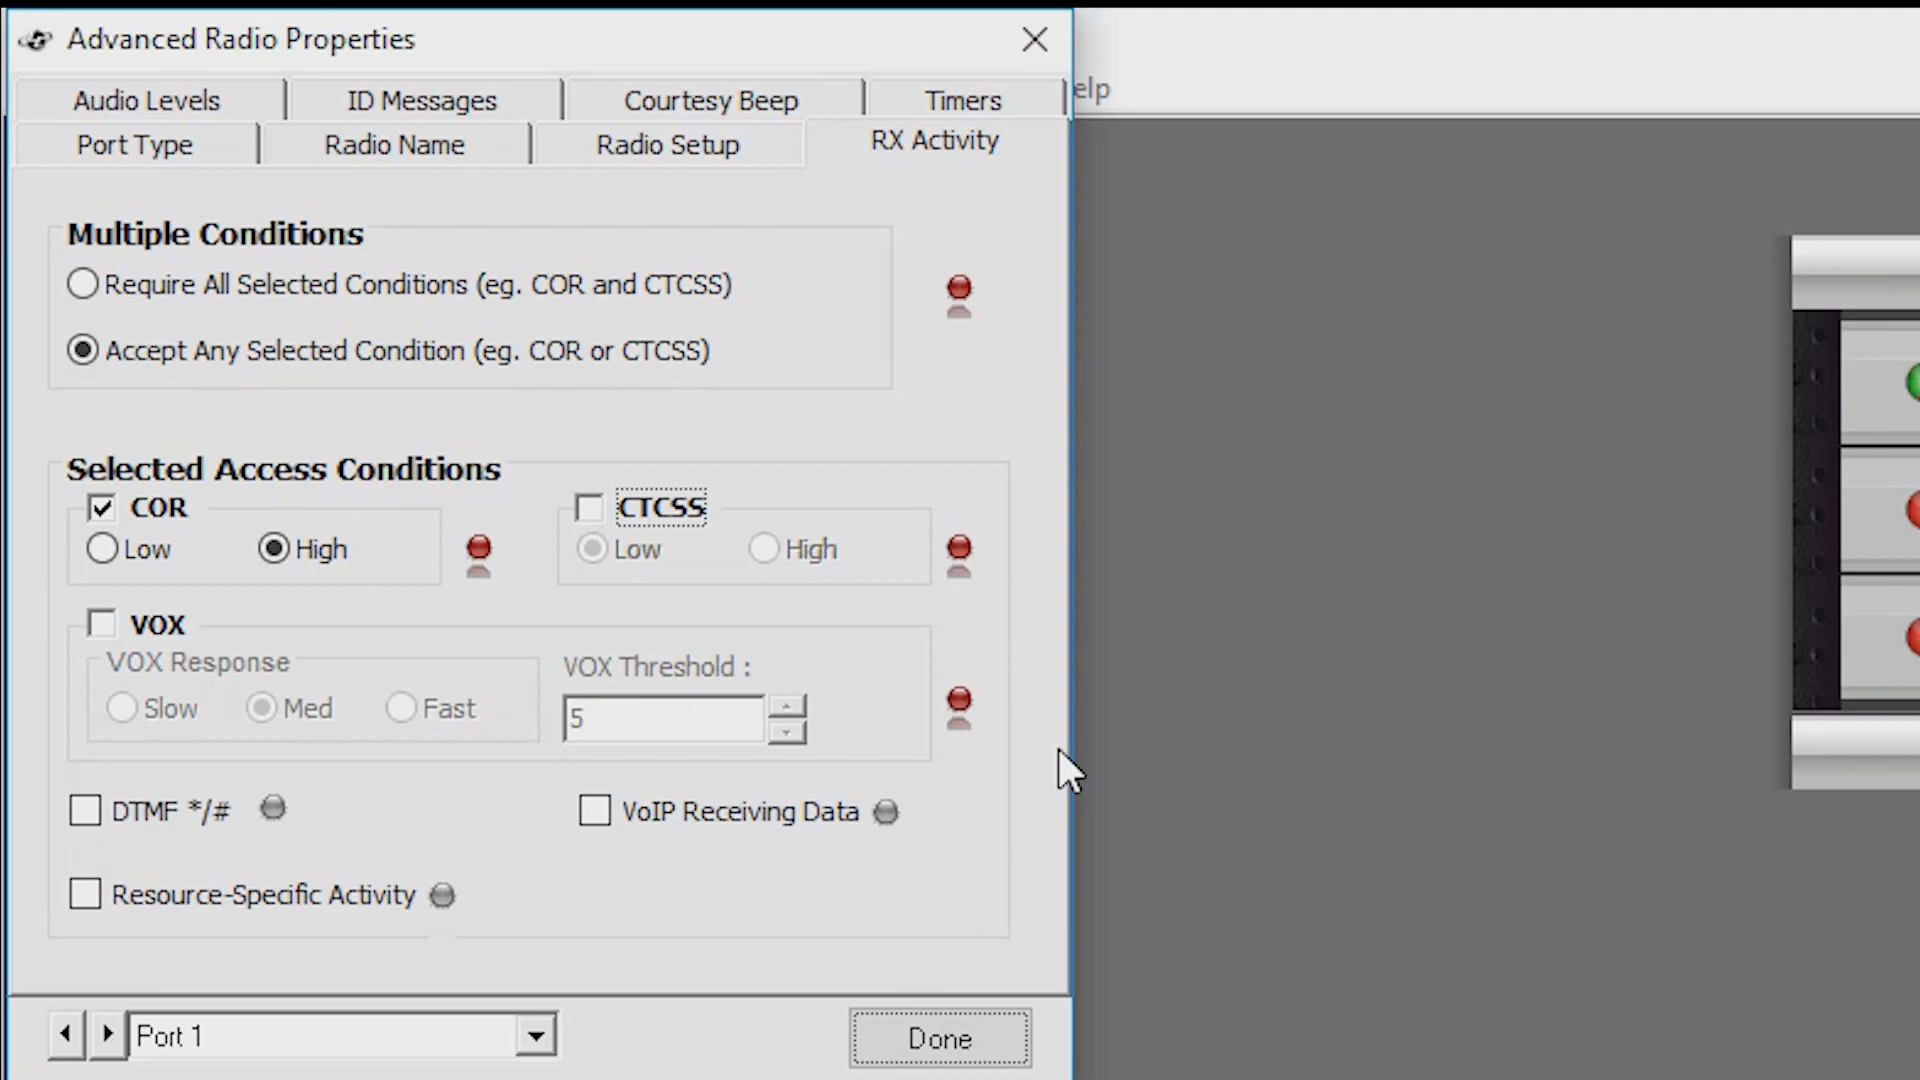 Advanced Radio Properties
elp
Audio Levels ID Messages Courtesy Beep Timers
Port Type Radio Name Radio Setup RX Activity
Multiple Conditions
Require All Selected Conditions (eg. COR and CTCSS)
Accept Any Selected Condition (eg. COR or CTCSS)
Selected Access Conditions
COR CTCSS
Low High Low High
VOX
VOX Response VOX Threshold :
Slow Med Fast 5
DTMF */# VoIP Receiving Data
Resource-Specific Activity
Port 1 Done